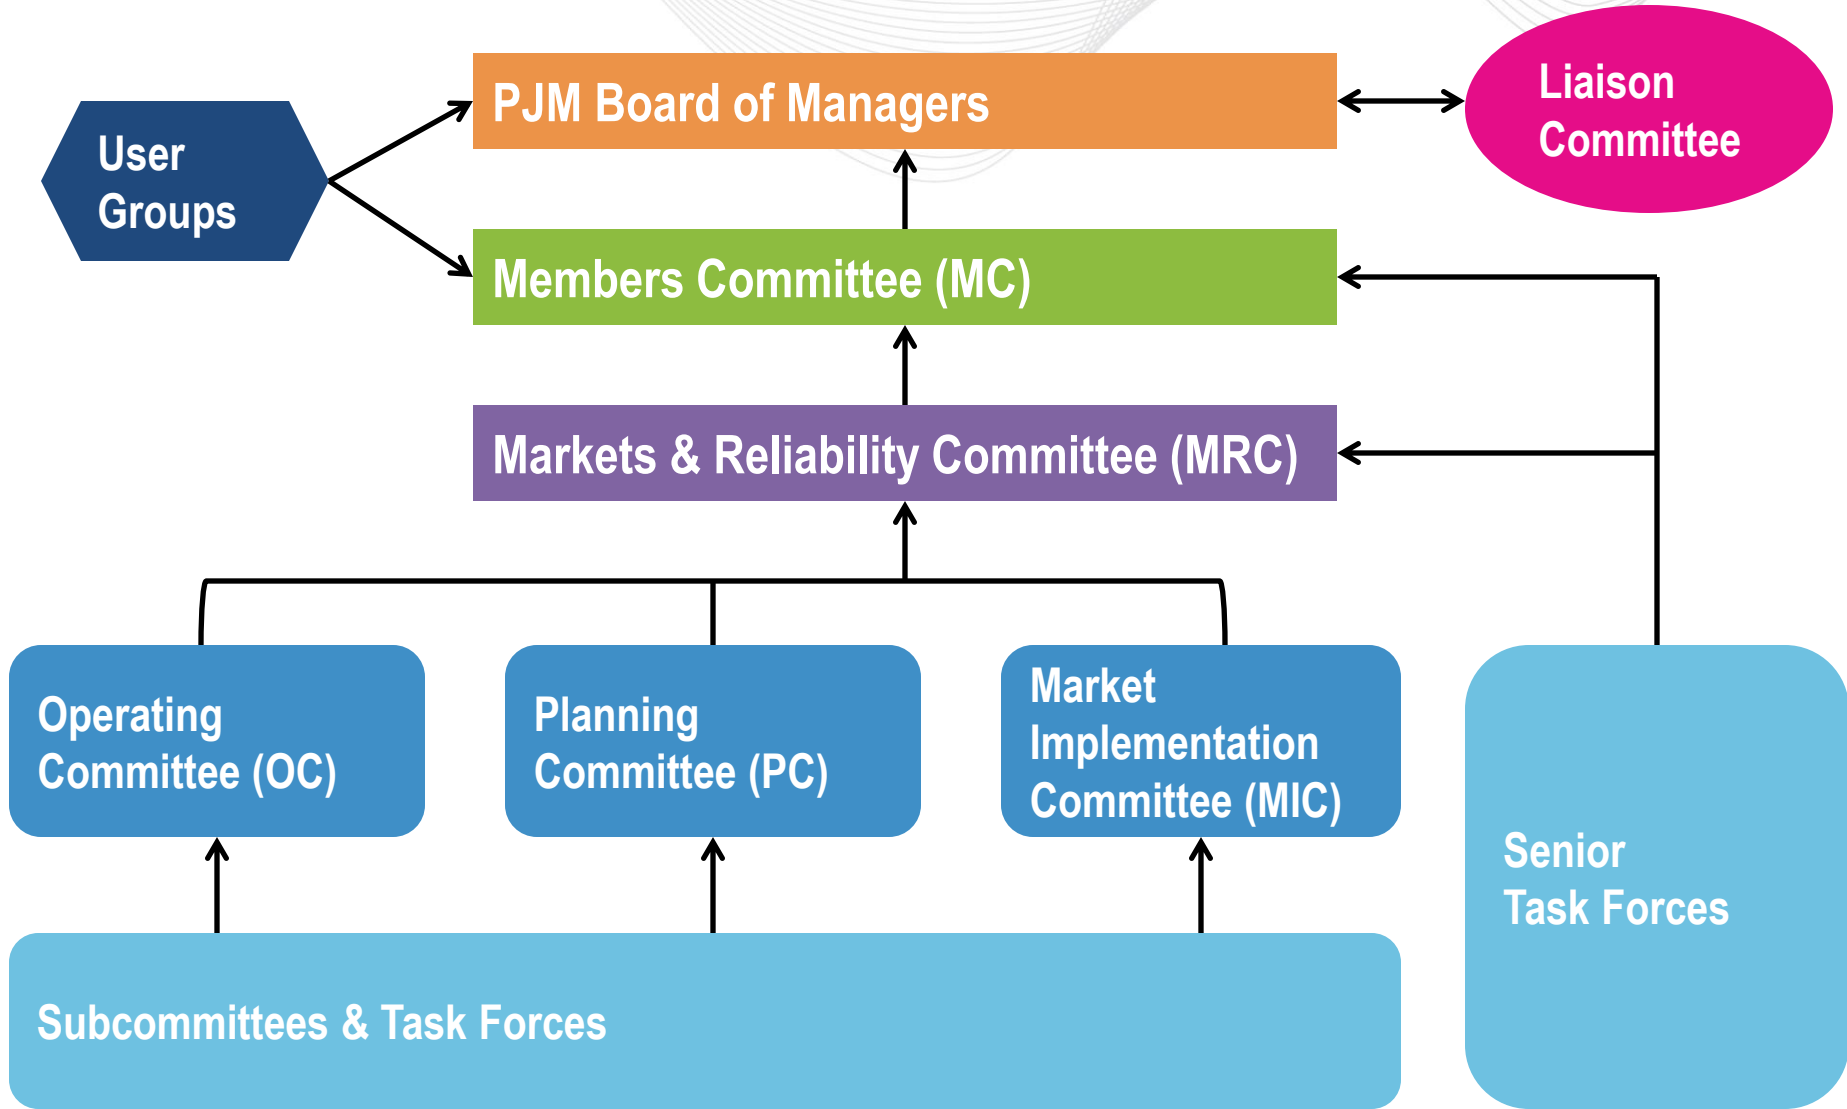 PJM Board of Managers
Liaison
Committee
User
Groups
Members Committee (MC)
Markets & Reliability Committee (MRC)
Operating
Committee (OC)
Planning
Committee (PC)
Market
Implementation
Committee (MIC)
Senior
Task Forces
Subcommittees & Task Forces